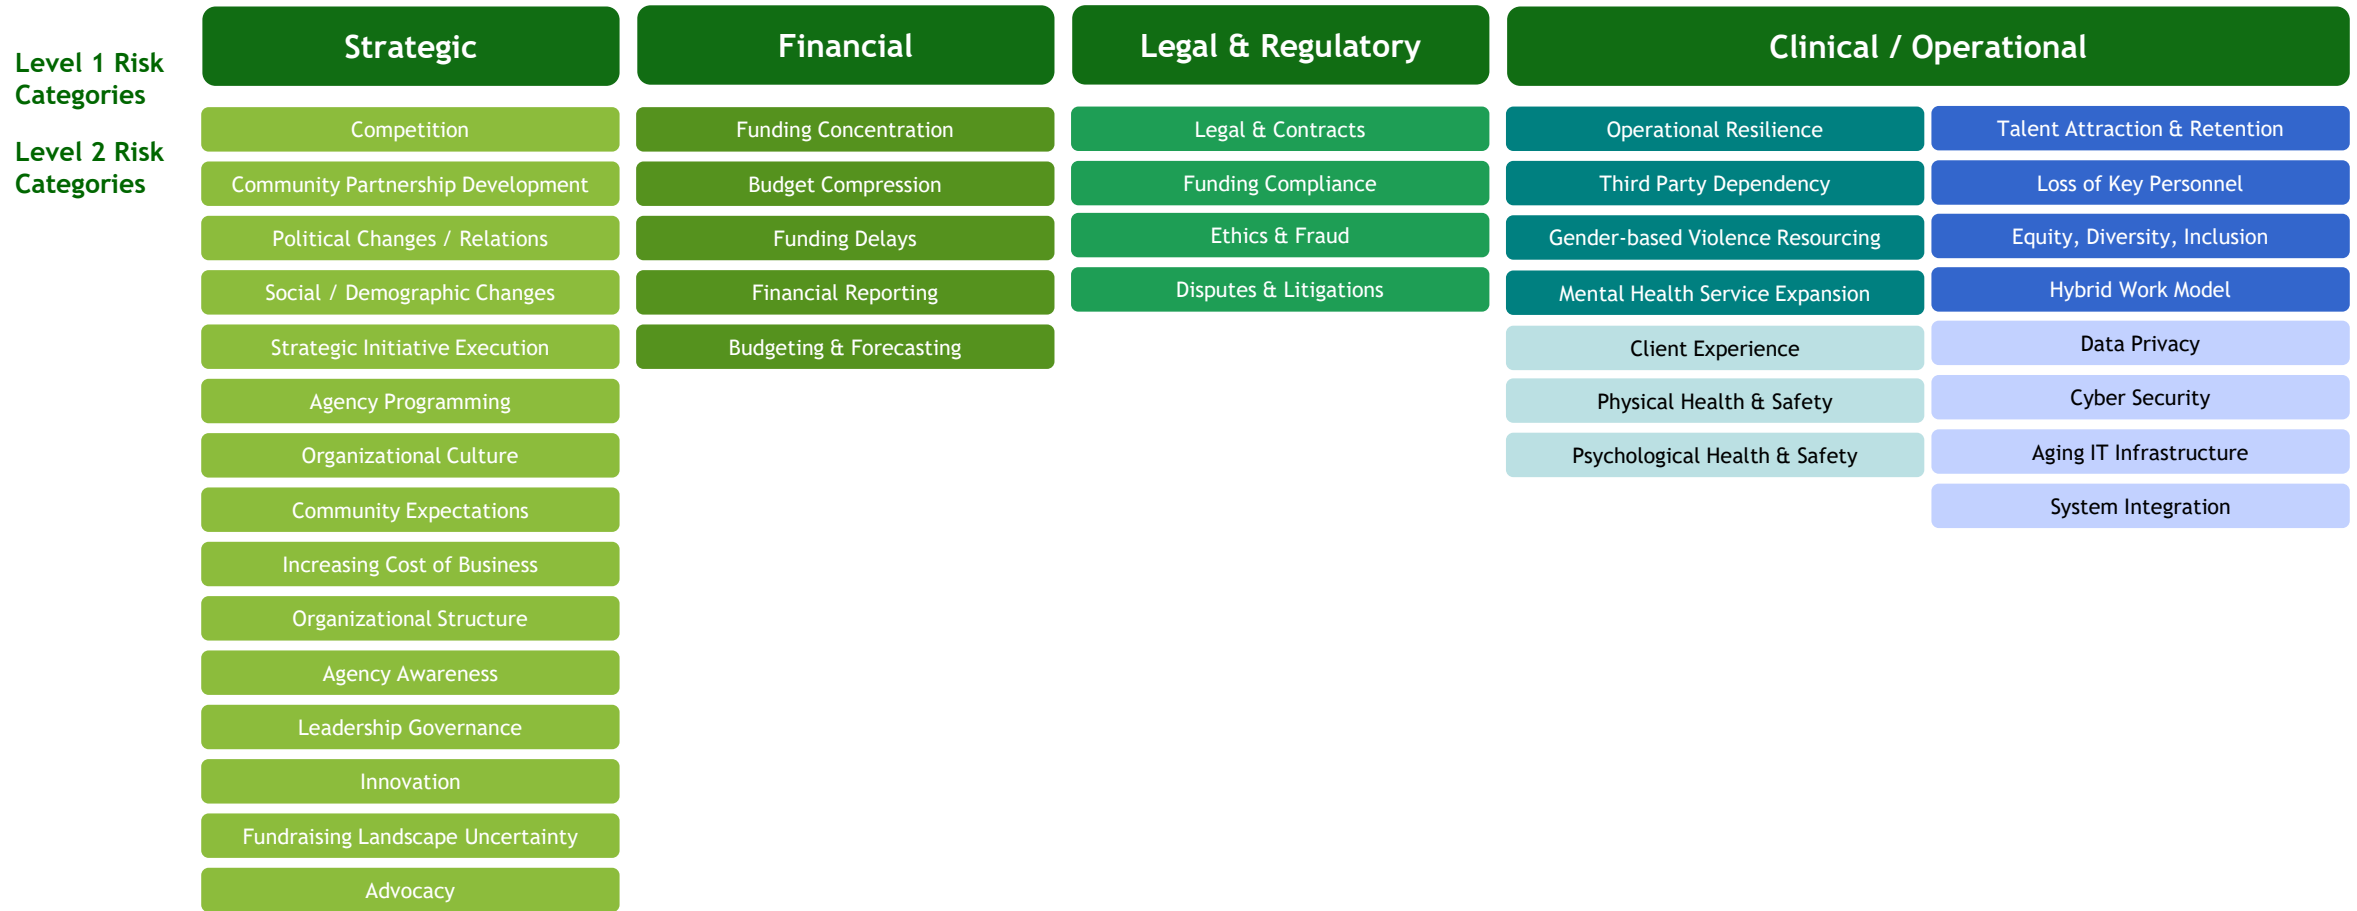 Level 1 Risk
Categories
Level 2 Risk
Categories
Strategic
Competition
Community Partnership Development
Political Changes / Relations
Social / Demographic Changes
Strategic Initiative Execution
Agency Programming
Organizational Culture
Community Expectations
Increasing Cost of Business
Organizational Structure
Agency Awareness
Leadership Governance
Innovation
Fundraising Landscape Uncertainty
Advocacy
Financial
Funding Concentration
Budget Compression
Funding Delays
Financial Reporting
Budgeting & Forecasting
Legal & Regulatory
Legal & Contracts
Funding Compliance
Ethics & Fraud
Disputes & Litigations
Clinical / Operational
Operational Resilience
Third Party Dependency
Gender-based Violence Resourcing
Mental Health Service Expansion
Client Experience
Physical Health & Safety
Psychological Health & Safety
Talent Attraction & Retention
Loss of Key Personnel
Equity, Diversity, Inclusion
Hybrid Work Model
Data Privacy
Cyber Security
Aging IT Infrastructure
System Integration